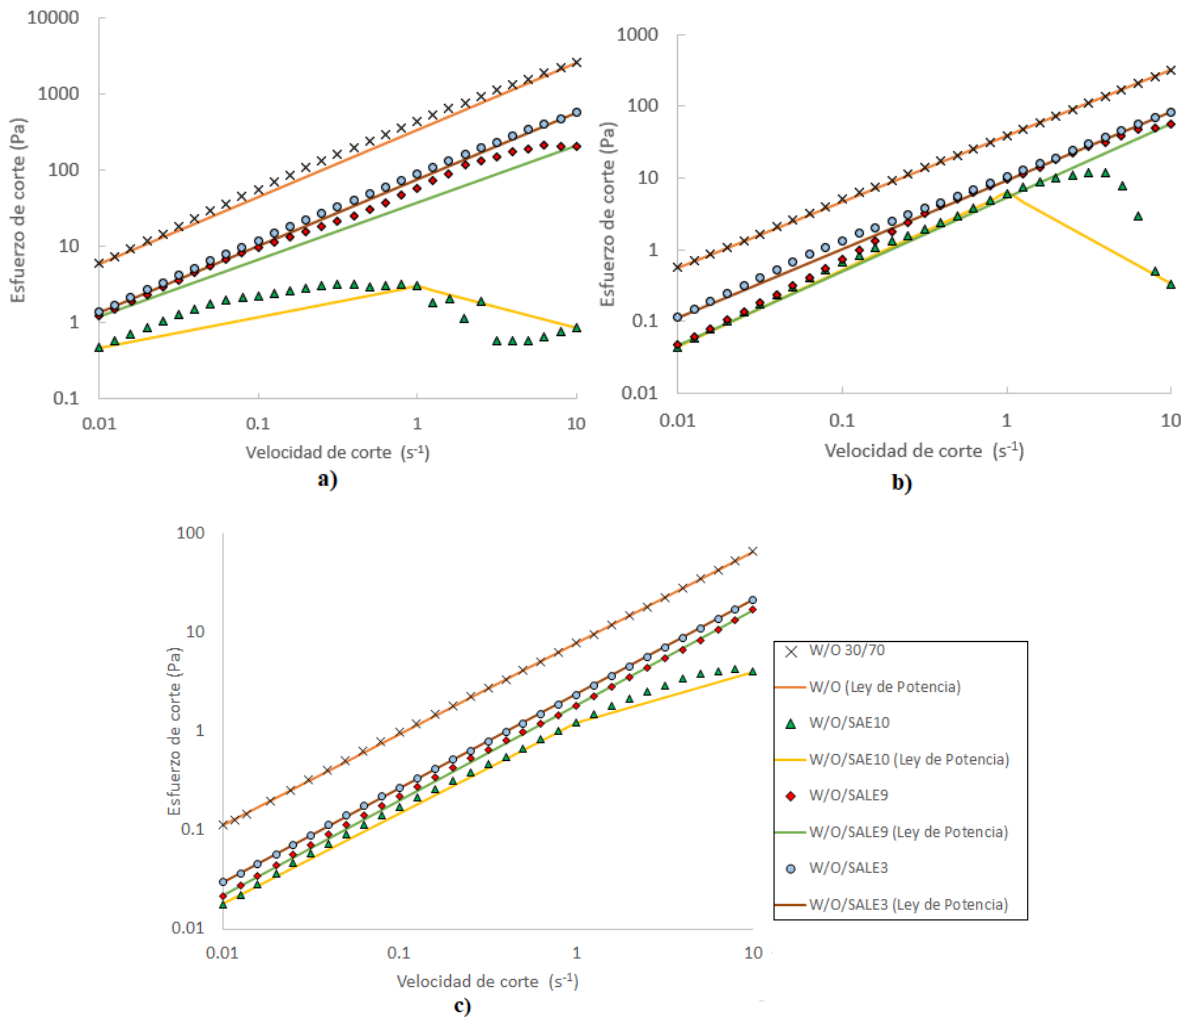 10000
1000
100
10
1
0.1
0.01
0.1
1
10
Esfuerzo de corte (Pa)
Velocidad de corte (s-1)
a)
1000
100
10
1
0.1
0.01
0.01
0.1
1
10
Esfuerzo de corte (Pa)
Velocidad de corte (s-1)
b)
100
10
1
0.1
0.01
0.01
0.1
1
10
Esfuerzo de corte (Pa)
Velocidad de corte (s-1)
c)
W/O 30/70
W/O (Ley de Potencia)
W/O/SAE10
W/O/SAE10 (Ley de Potencia)
W/O/SALE9
W/O/SALE9 (Ley de Potencia)
W/O/SALE3
W/O/SALE3 (Ley de Potencia)